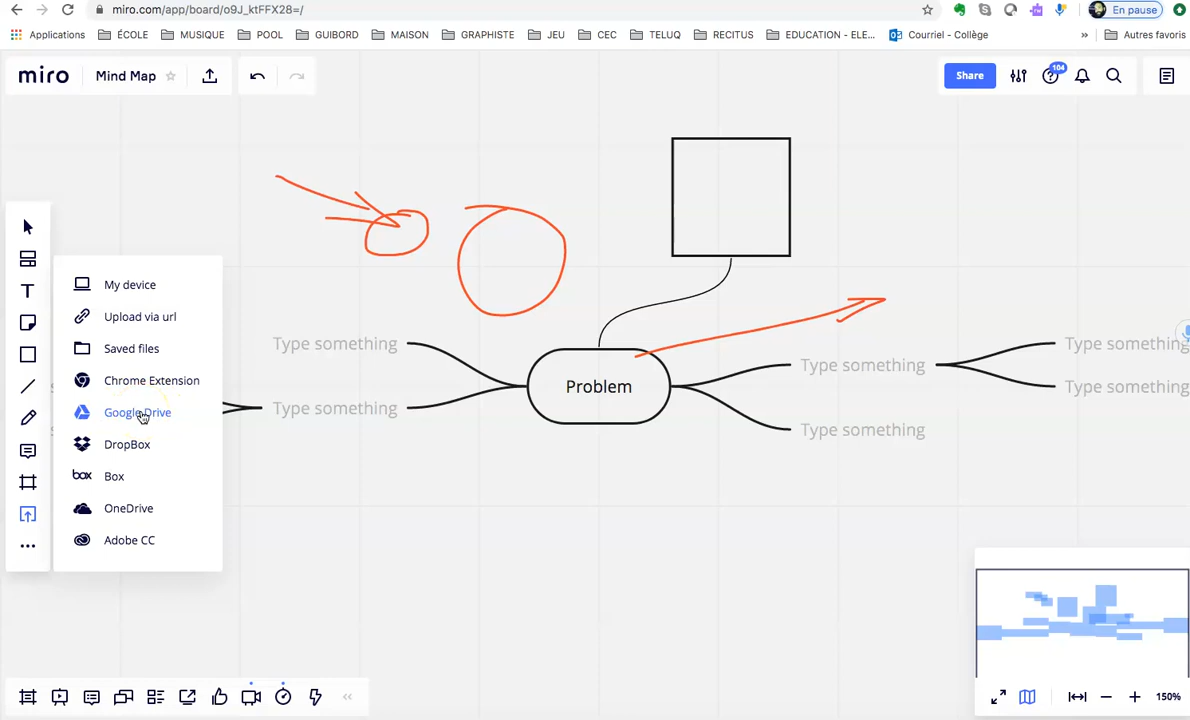 miro.com/app/board/o9J_ktFFX28=/
En pause
Applications
ÉCOLE
MUSIQUE
POOL
GUIBORD
MAISON
GRAPHISTE
JEU
CEC
TELUQ
RECITUS
EDUCATION - ELE...
Courriel - Collège
»
Autres favoris
miro
Mind Map
Share
104
My device
Upload via url
Saved files
Chrome Extension
Google Drive
DropBox
box Box
OneDrive
Adobe CC
Type something
Type something
Problem
Type something
Type something
Type something
Type something
150%